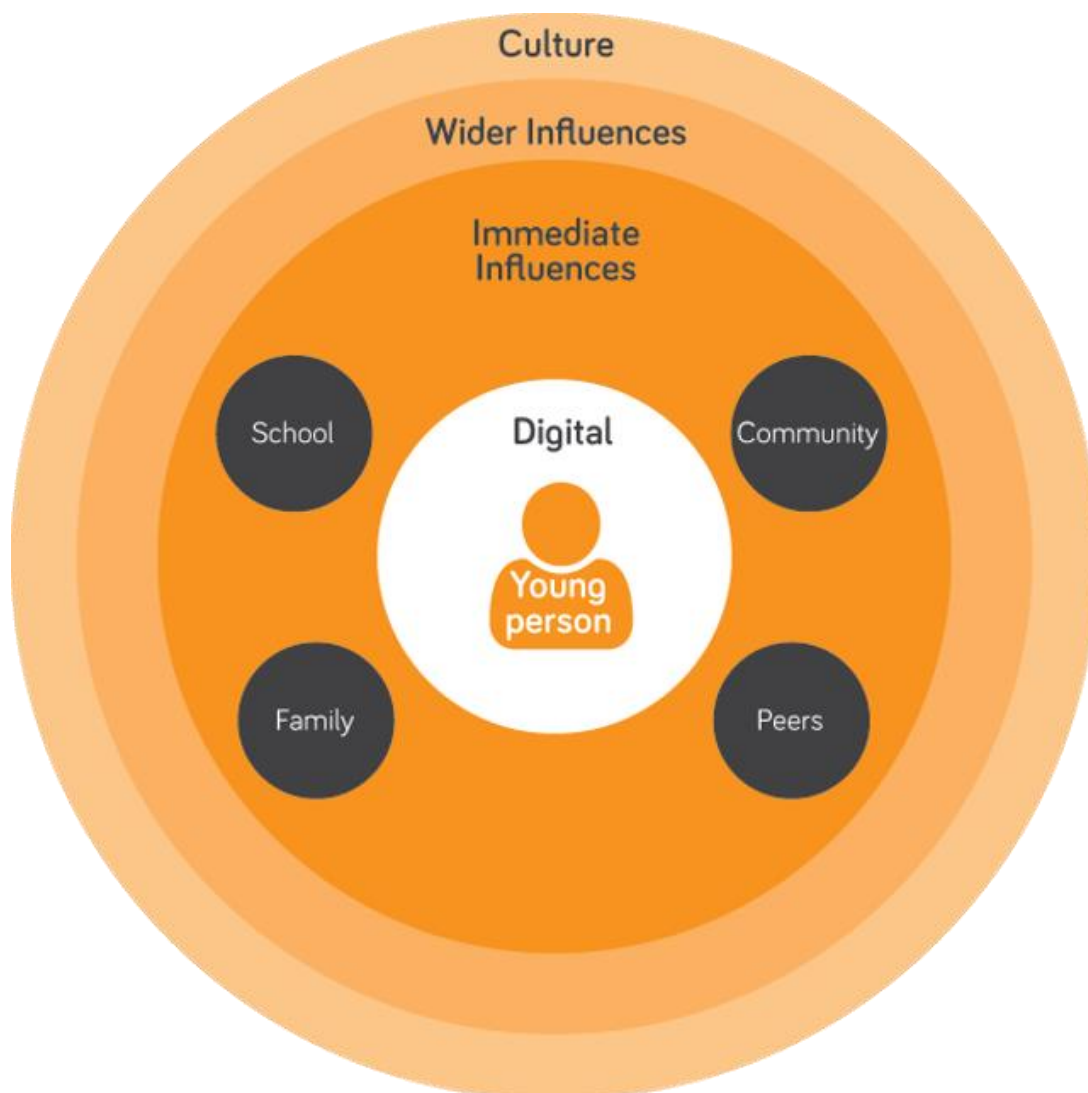 Culture
Wider Influences
Immediate
Influences
School
Community
Digital
Young
person
Family
Peers